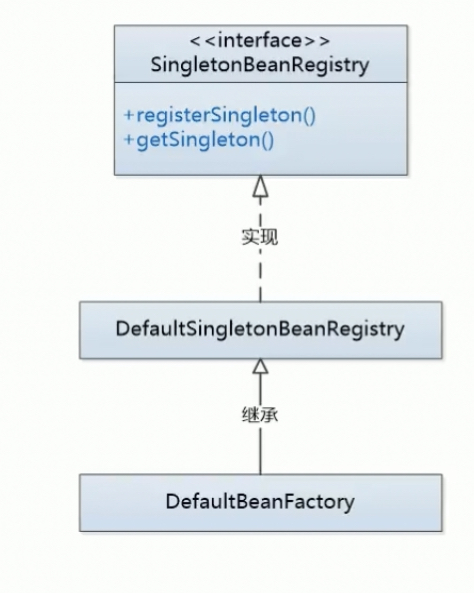 <<interface>>
SingletonBeanRegistry
+registerSingleton()
+getSingleton()
实现
DefaultSingletonBeanRegistry
继承
DefaultBeanFactory